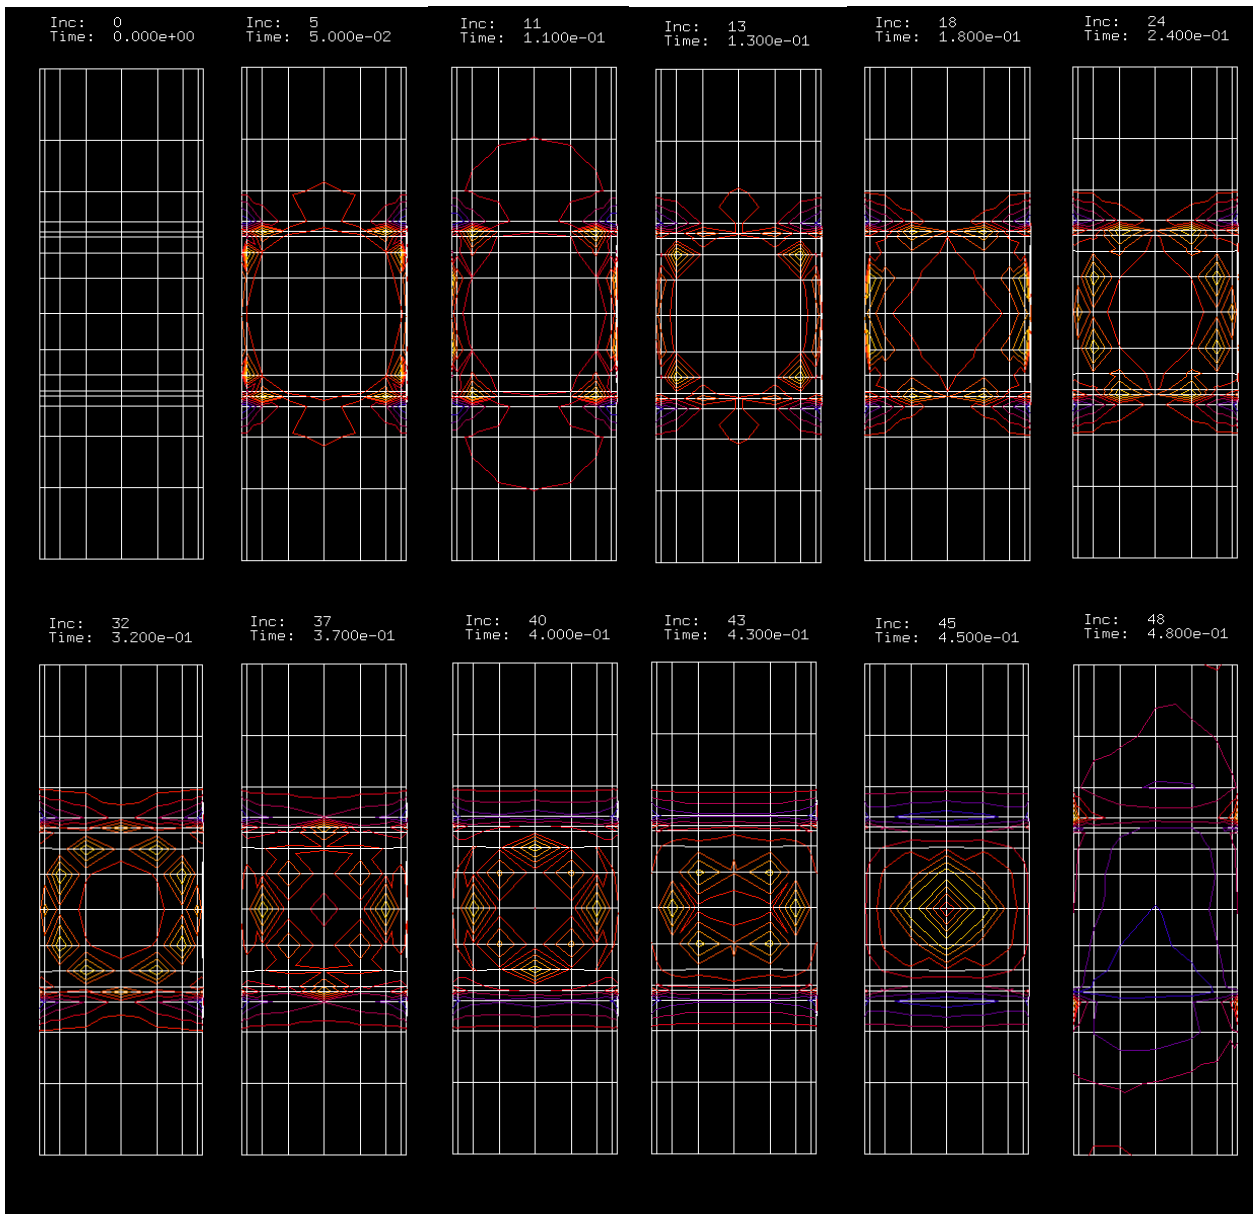 Inc: 0
Time: 0.000e+00
Inc: 5
Time: 5.000e-02
Inc: 11
Time: 1.100e-01
Inc: 13
Time: 1.300e-01
Inc: 18
Time: 1.800e-01
Inc: 24
Time: 2.400e-01
Inc: 32
Time: 3.200e-01
Inc: 37
Time: 3.700e-01
Inc: 40
Time: 4.000e-01
Inc: 43
Time: 4.300e-01
Inc: 45
Time: 4.500e-01
Inc: 48
Time: 4.800e-01